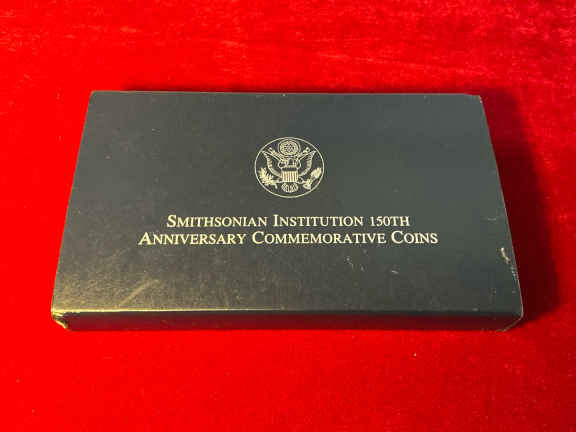 Smithsonian Institution 150th
Anniversary Commemorative Coins